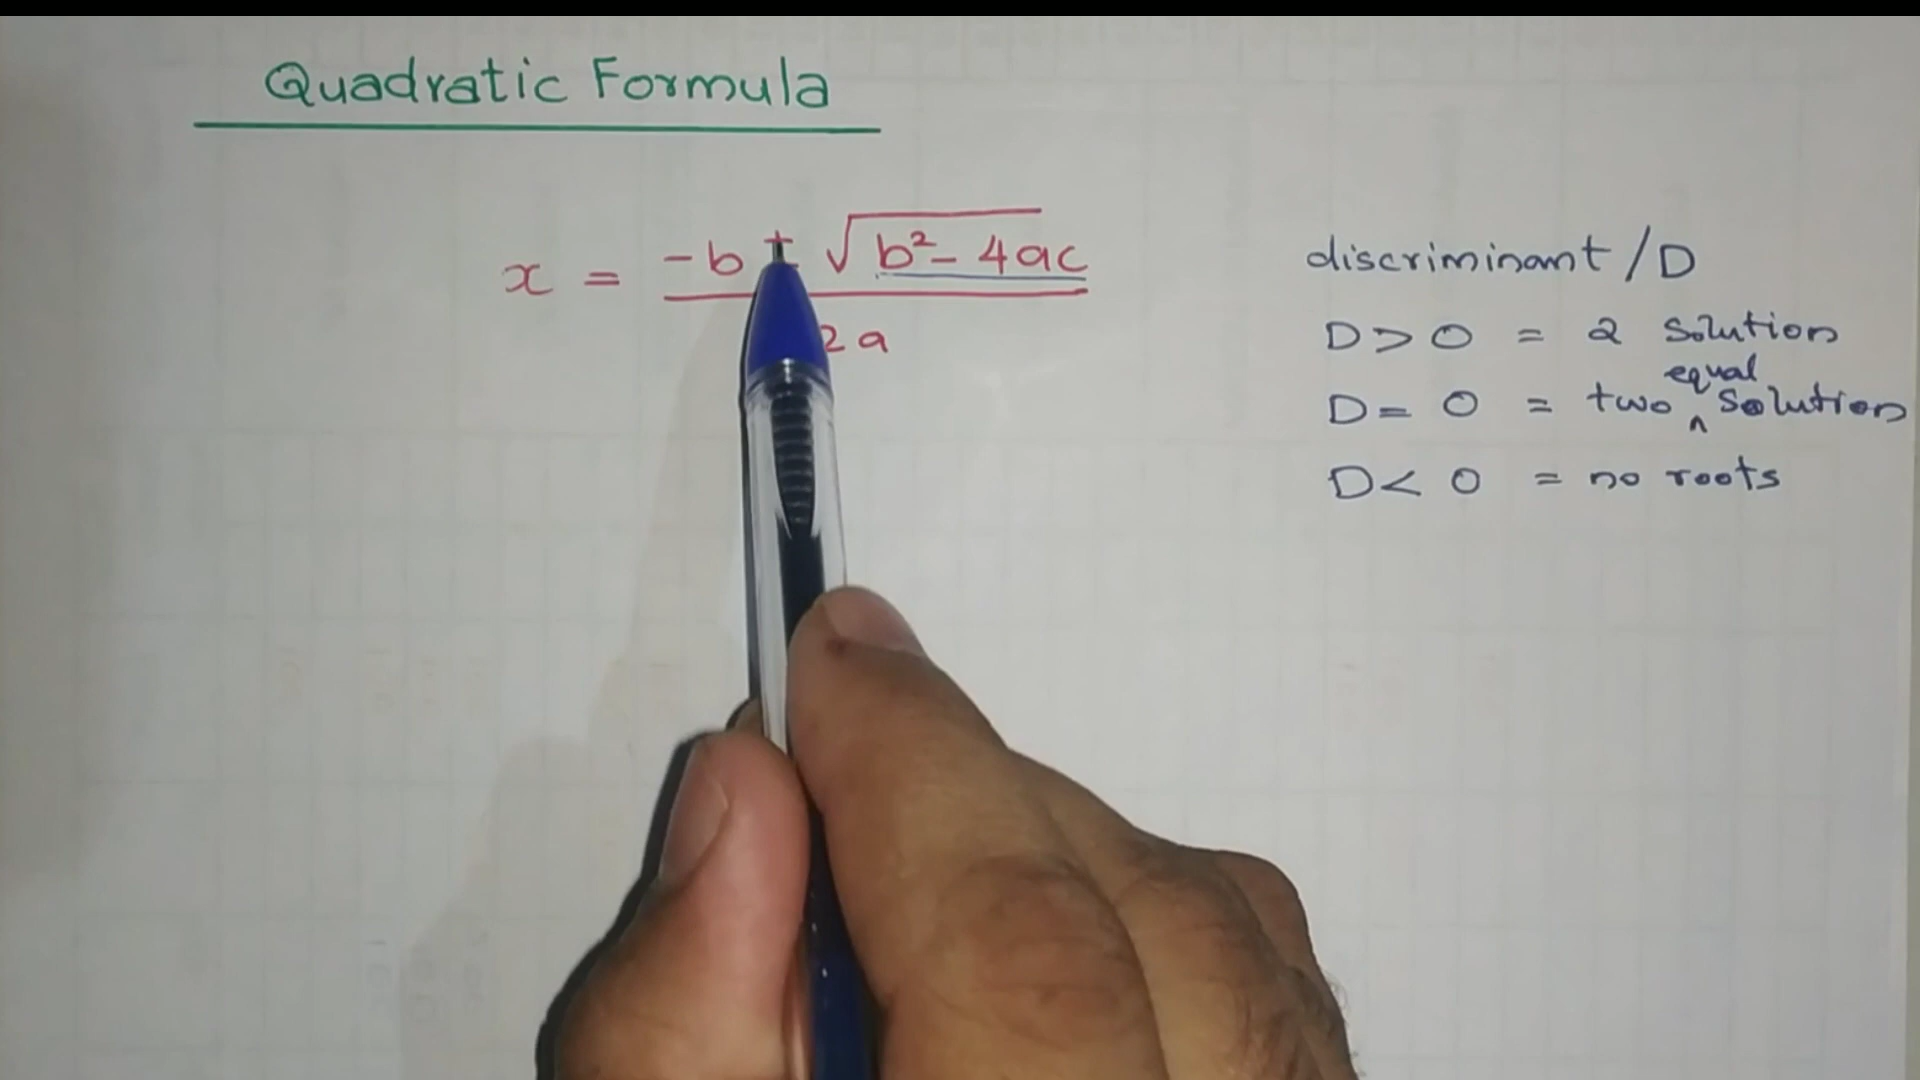 Quadratic Formula
x = -b ± √b² - 4ac
2a
discriminant / D
D > 0 = 2 Solution
D = 0 = two equal Solution
D < 0 = no roots